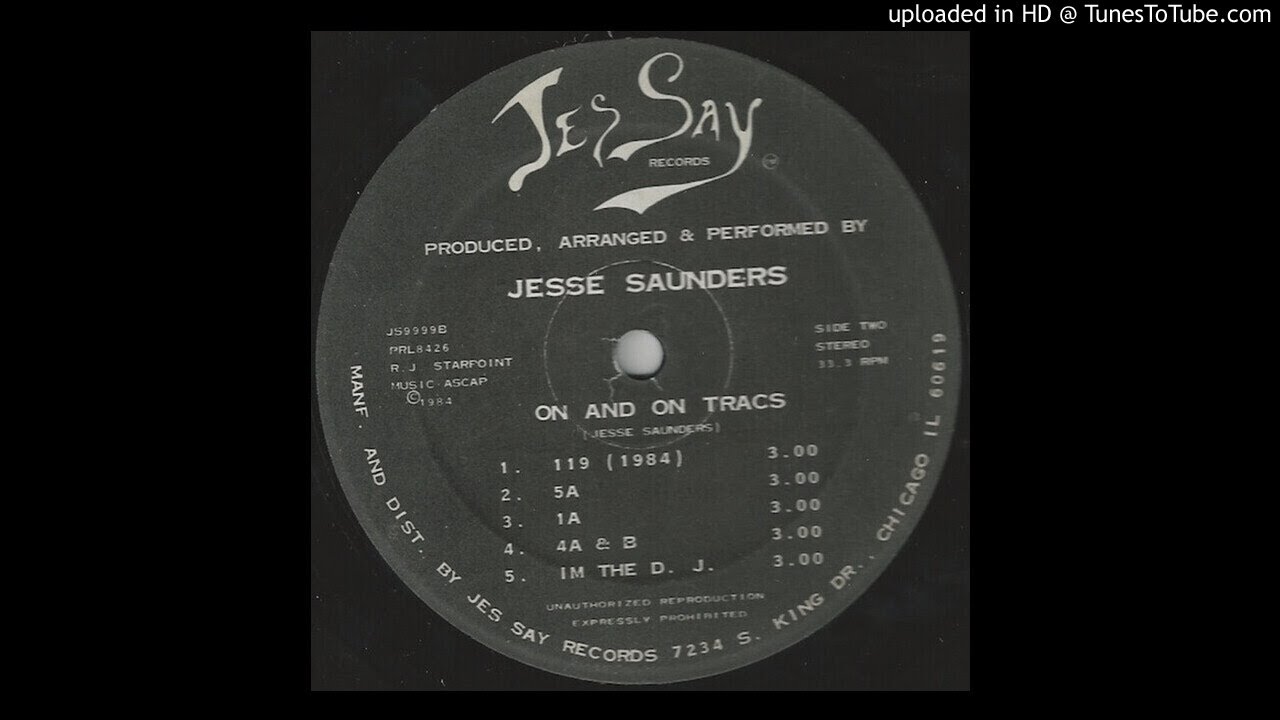 uploaded in HD @ TunesToTube.com
JES SAY
RECORDS
PRODUCED, ARRANGED & PERFORMED BY
JESSE SAUNDERS
JS9999B
PRL8426
R.J STARPOINT
MUSIC·ASCAP
©1984
SIDE TWO
STEREO
33.3 RPM
ON AND ON TRACS
(JESSE SAUNDERS)
1. 119 (1984) 3.00
2. 5A 3.00
3. 1A 3.00
4. 4A & B 3.00
5. IM THE D. J. 3.00
UNAUTHORIZED REPRODUCTION
EXPRESSLY PROHIBITED
MANF. AND DIST. BY JES SAY RECORDS 7234 S. KING DR., CHICAGO IL 60619